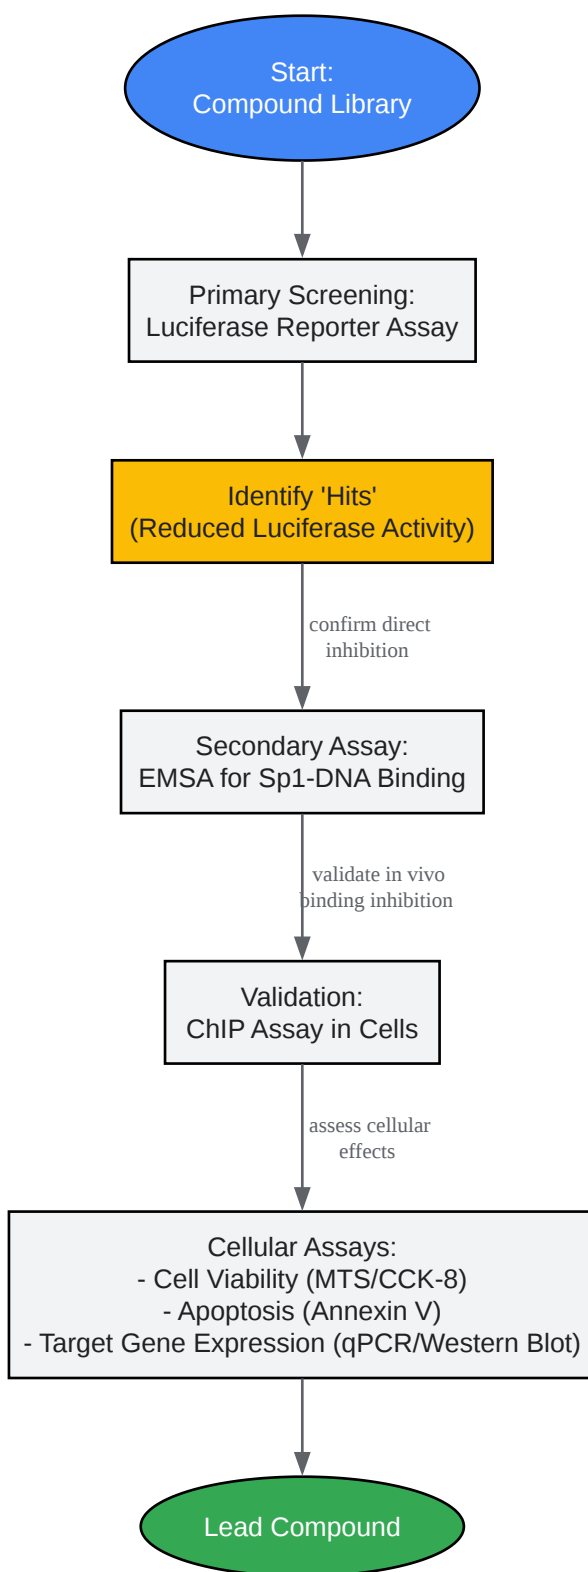 Start:
Compound Library
Primary Screening:
Luciferase Reporter Assay
Identify 'Hits'
(Reduced Luciferase Activity)
confirm direct
inhibition
Secondary Assay:
EMSA for Sp1-DNA Binding
validate in vivo
binding inhibition
Validation:
ChIP Assay in Cells
assess cellular
effects
Cellular Assays:
- Cell Viability (MTS/CCK-8)
- Apoptosis (Annexin V)
- Target Gene Expression (qPCR/Western Blot)
Lead Compound